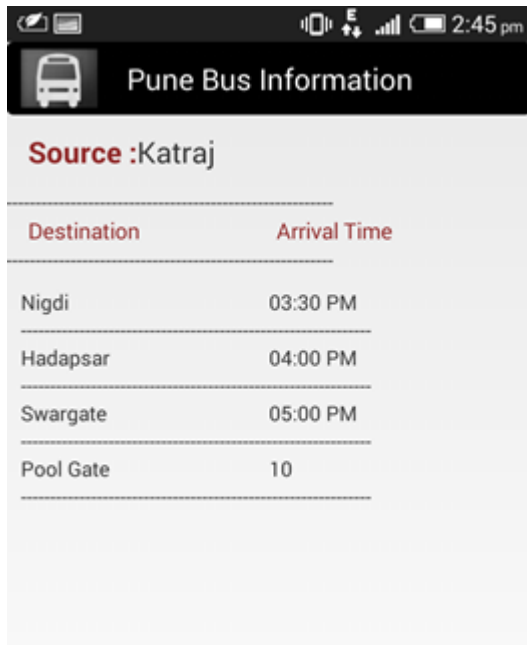 E 2:45 pm
Pune Bus Information
Source :Katraj
Destination Arrival Time
Nigdi 03:30 PM
Hadapsar 04:00 PM
Swargate 05:00 PM
Pool Gate 10